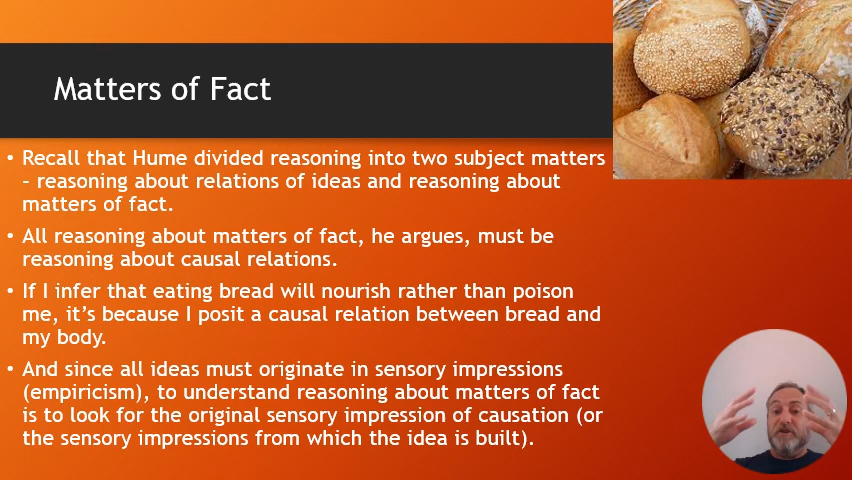 Matters of Fact
• Recall that Hume divided reasoning into two subject matters
– reasoning about relations of ideas and reasoning about
matters of fact.
• All reasoning about matters of fact, he argues, must be
reasoning about causal relations.
• If I infer that eating bread will nourish rather than poison
me, it's because I posit a causal relation between bread and
my body.
• And since all ideas must originate in sensory impressions
(empiricism), to understand reasoning about matters of fact
is to look for the original sensory impression of causation (or
the sensory impressions from which the idea is built).